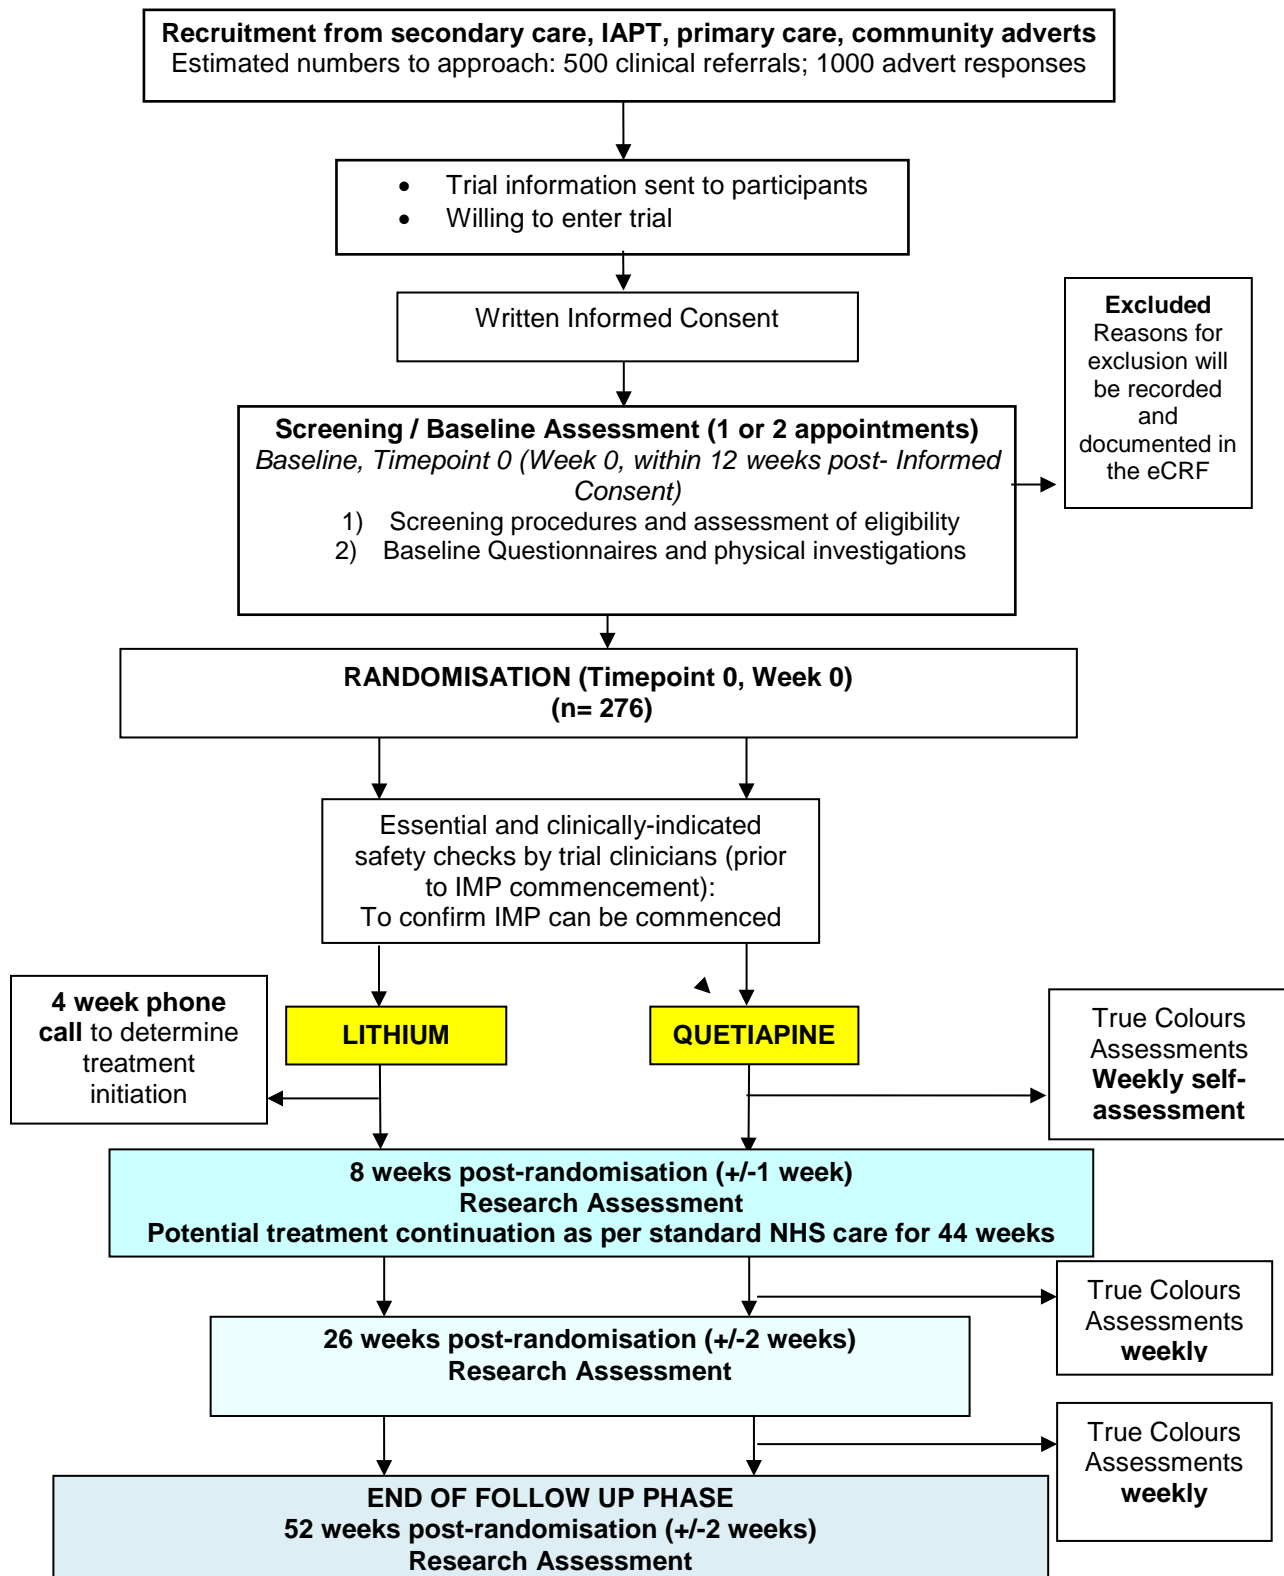 Recruitment from secondary care, IAPT, primary care, community adverts
Estimated numbers to approach: 500 clinical referrals; 1000 advert responses
• Trial information sent to participants
• Willing to enter trial
Written Informed Consent
Excluded
Reasons for
exclusion will
be recorded
and
documented in
the eCRF
Screening / Baseline Assessment (1 or 2 appointments)
Baseline, Timepoint 0 (Week 0, within 12 weeks post- Informed
Consent)
1) Screening procedures and assessment of eligibility
2) Baseline Questionnaires and physical investigations
RANDOMISATION (Timepoint 0, Week 0)
(n= 276)
Essential and clinically-indicated
safety checks by trial clinicians (prior
to IMP commencement):
To confirm IMP can be commenced
4 week phone
call to determine
treatment
initiation
LITHIUM
QUETIAPINE
True Colours
Assessments
Weekly self-
assessment
8 weeks post-randomisation (+/-1 week)
Research Assessment
Potential treatment continuation as per standard NHS care for 44 weeks
True Colours
Assessments
weekly
26 weeks post-randomisation (+/-2 weeks)
Research Assessment
True Colours
Assessments
weekly
END OF FOLLOW UP PHASE
52 weeks post-randomisation (+/-2 weeks)
Research Assessment